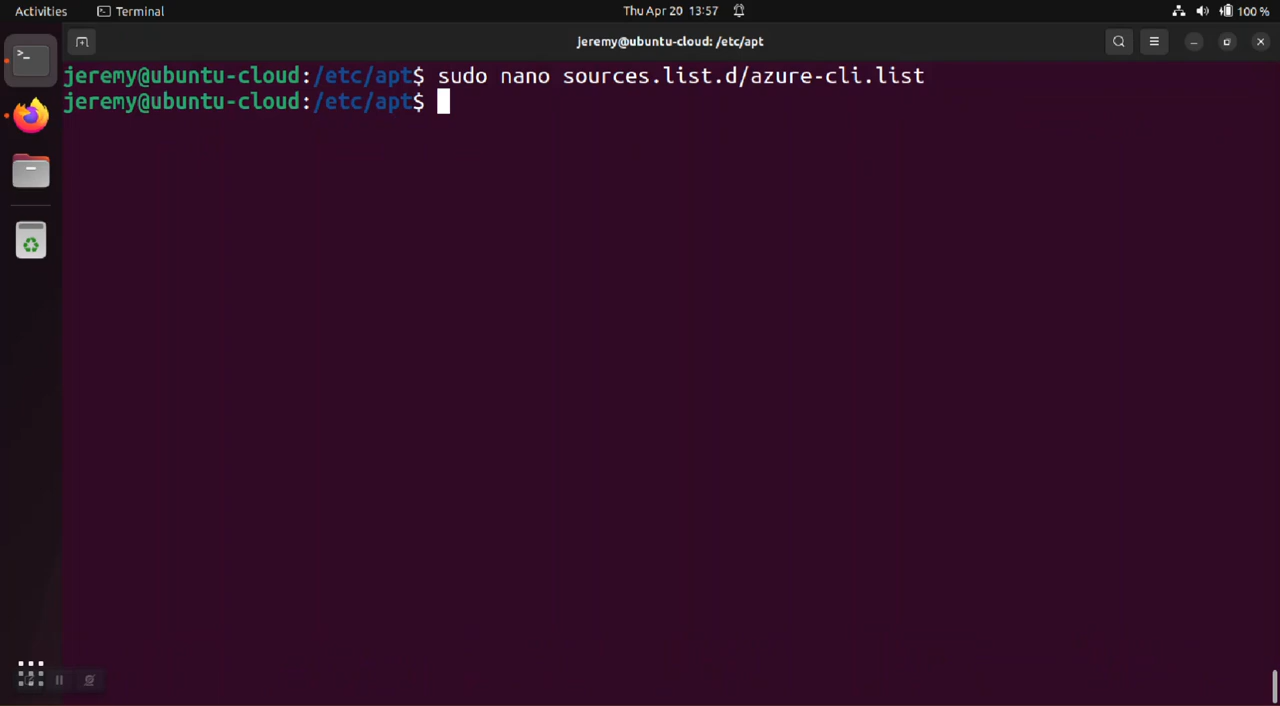 Activities Terminal Thu Apr 20 13:57 100 %
jeremy@ubuntu-cloud: /etc/apt
jeremy@ubuntu-cloud:/etc/apt$ sudo nano sources.list.d/azure-cli.list
jeremy@ubuntu-cloud:/etc/apt$